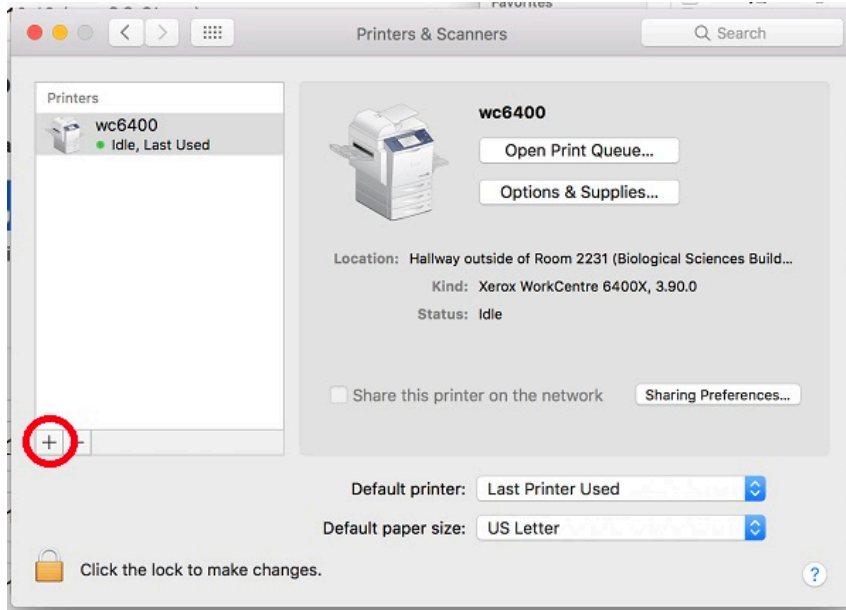 Favorites
Printers & Scanners
Search
Printers
wc6400
Idle, Last Used
wc6400
Open Print Queue...
Options & Supplies...
Location: Hallway outside of Room 2231 (Biological Sciences Build...
Kind: Xerox WorkCentre 6400X, 3.90.0
Status: Idle
Share this printer on the network
Sharing Preferences...
+
Default printer: Last Printer Used
Default paper size: US Letter
Click the lock to make changes.
?